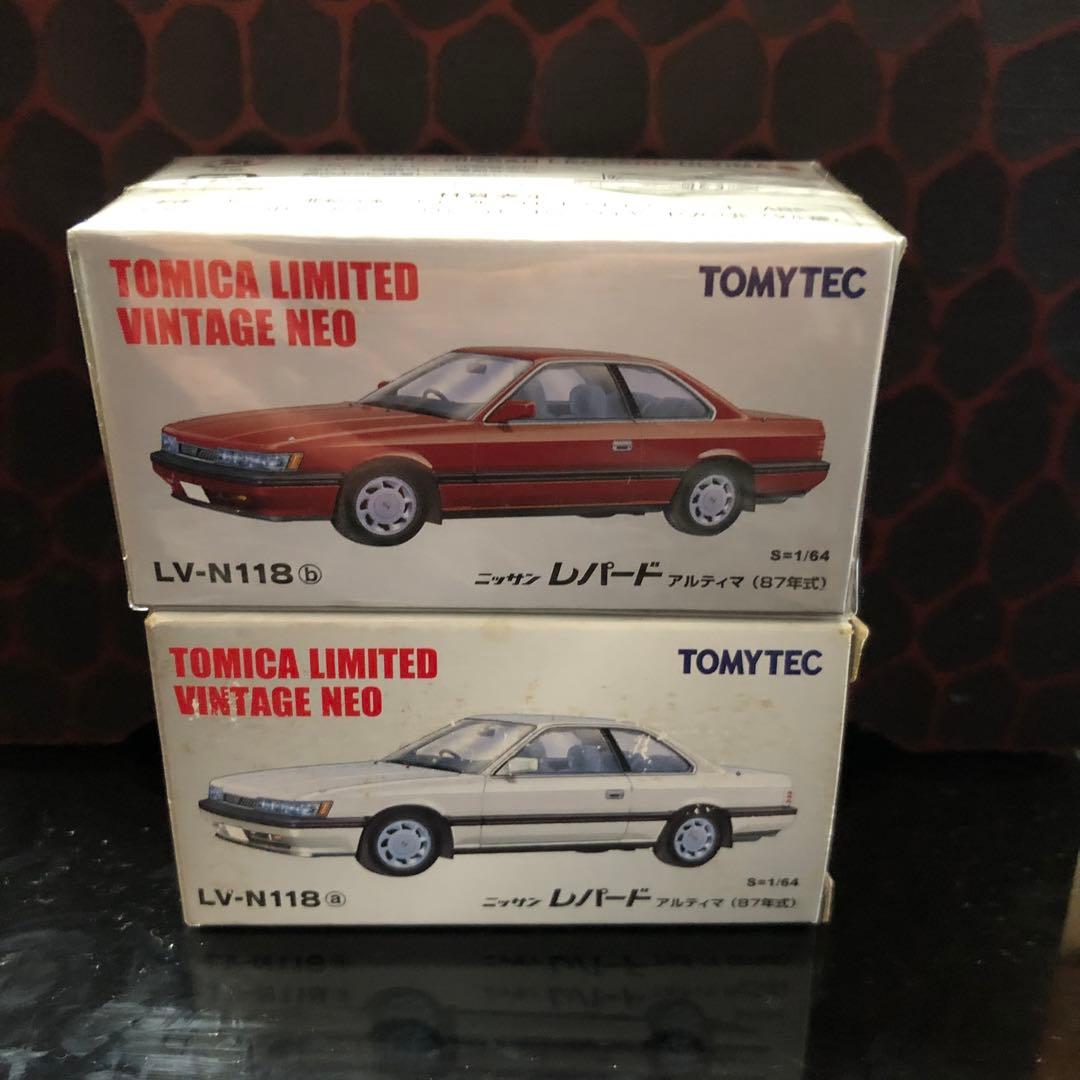 TOMICA LIMITED
VINTAGE NEO
TOMYTEC
S=1/64
LV-N118 ⓑ
ニッサン レパード アルティマ (87年式)
TOMICA LIMITED
VINTAGE NEO
TOMYTEC
S=1/64
LV-N118 ⓐ
ニッサン レパード アルティマ (87年式)